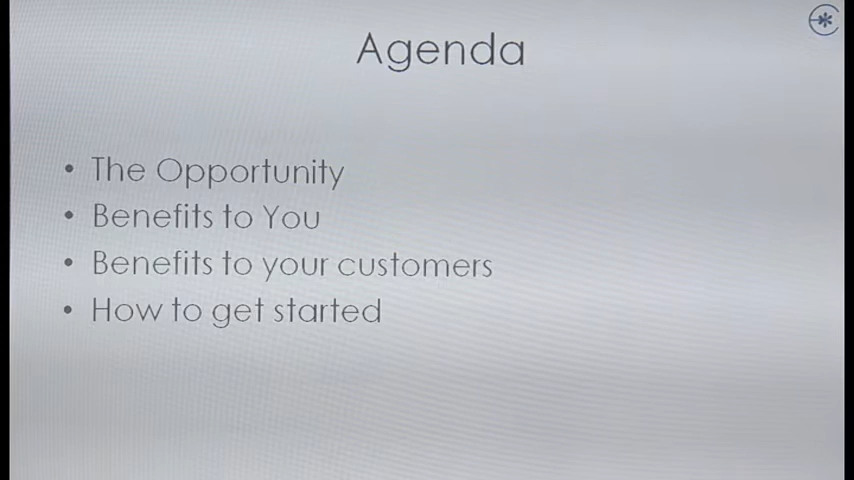 Agenda
• The Opportunity
• Benefits to You
• Benefits to your customers
• How to get started